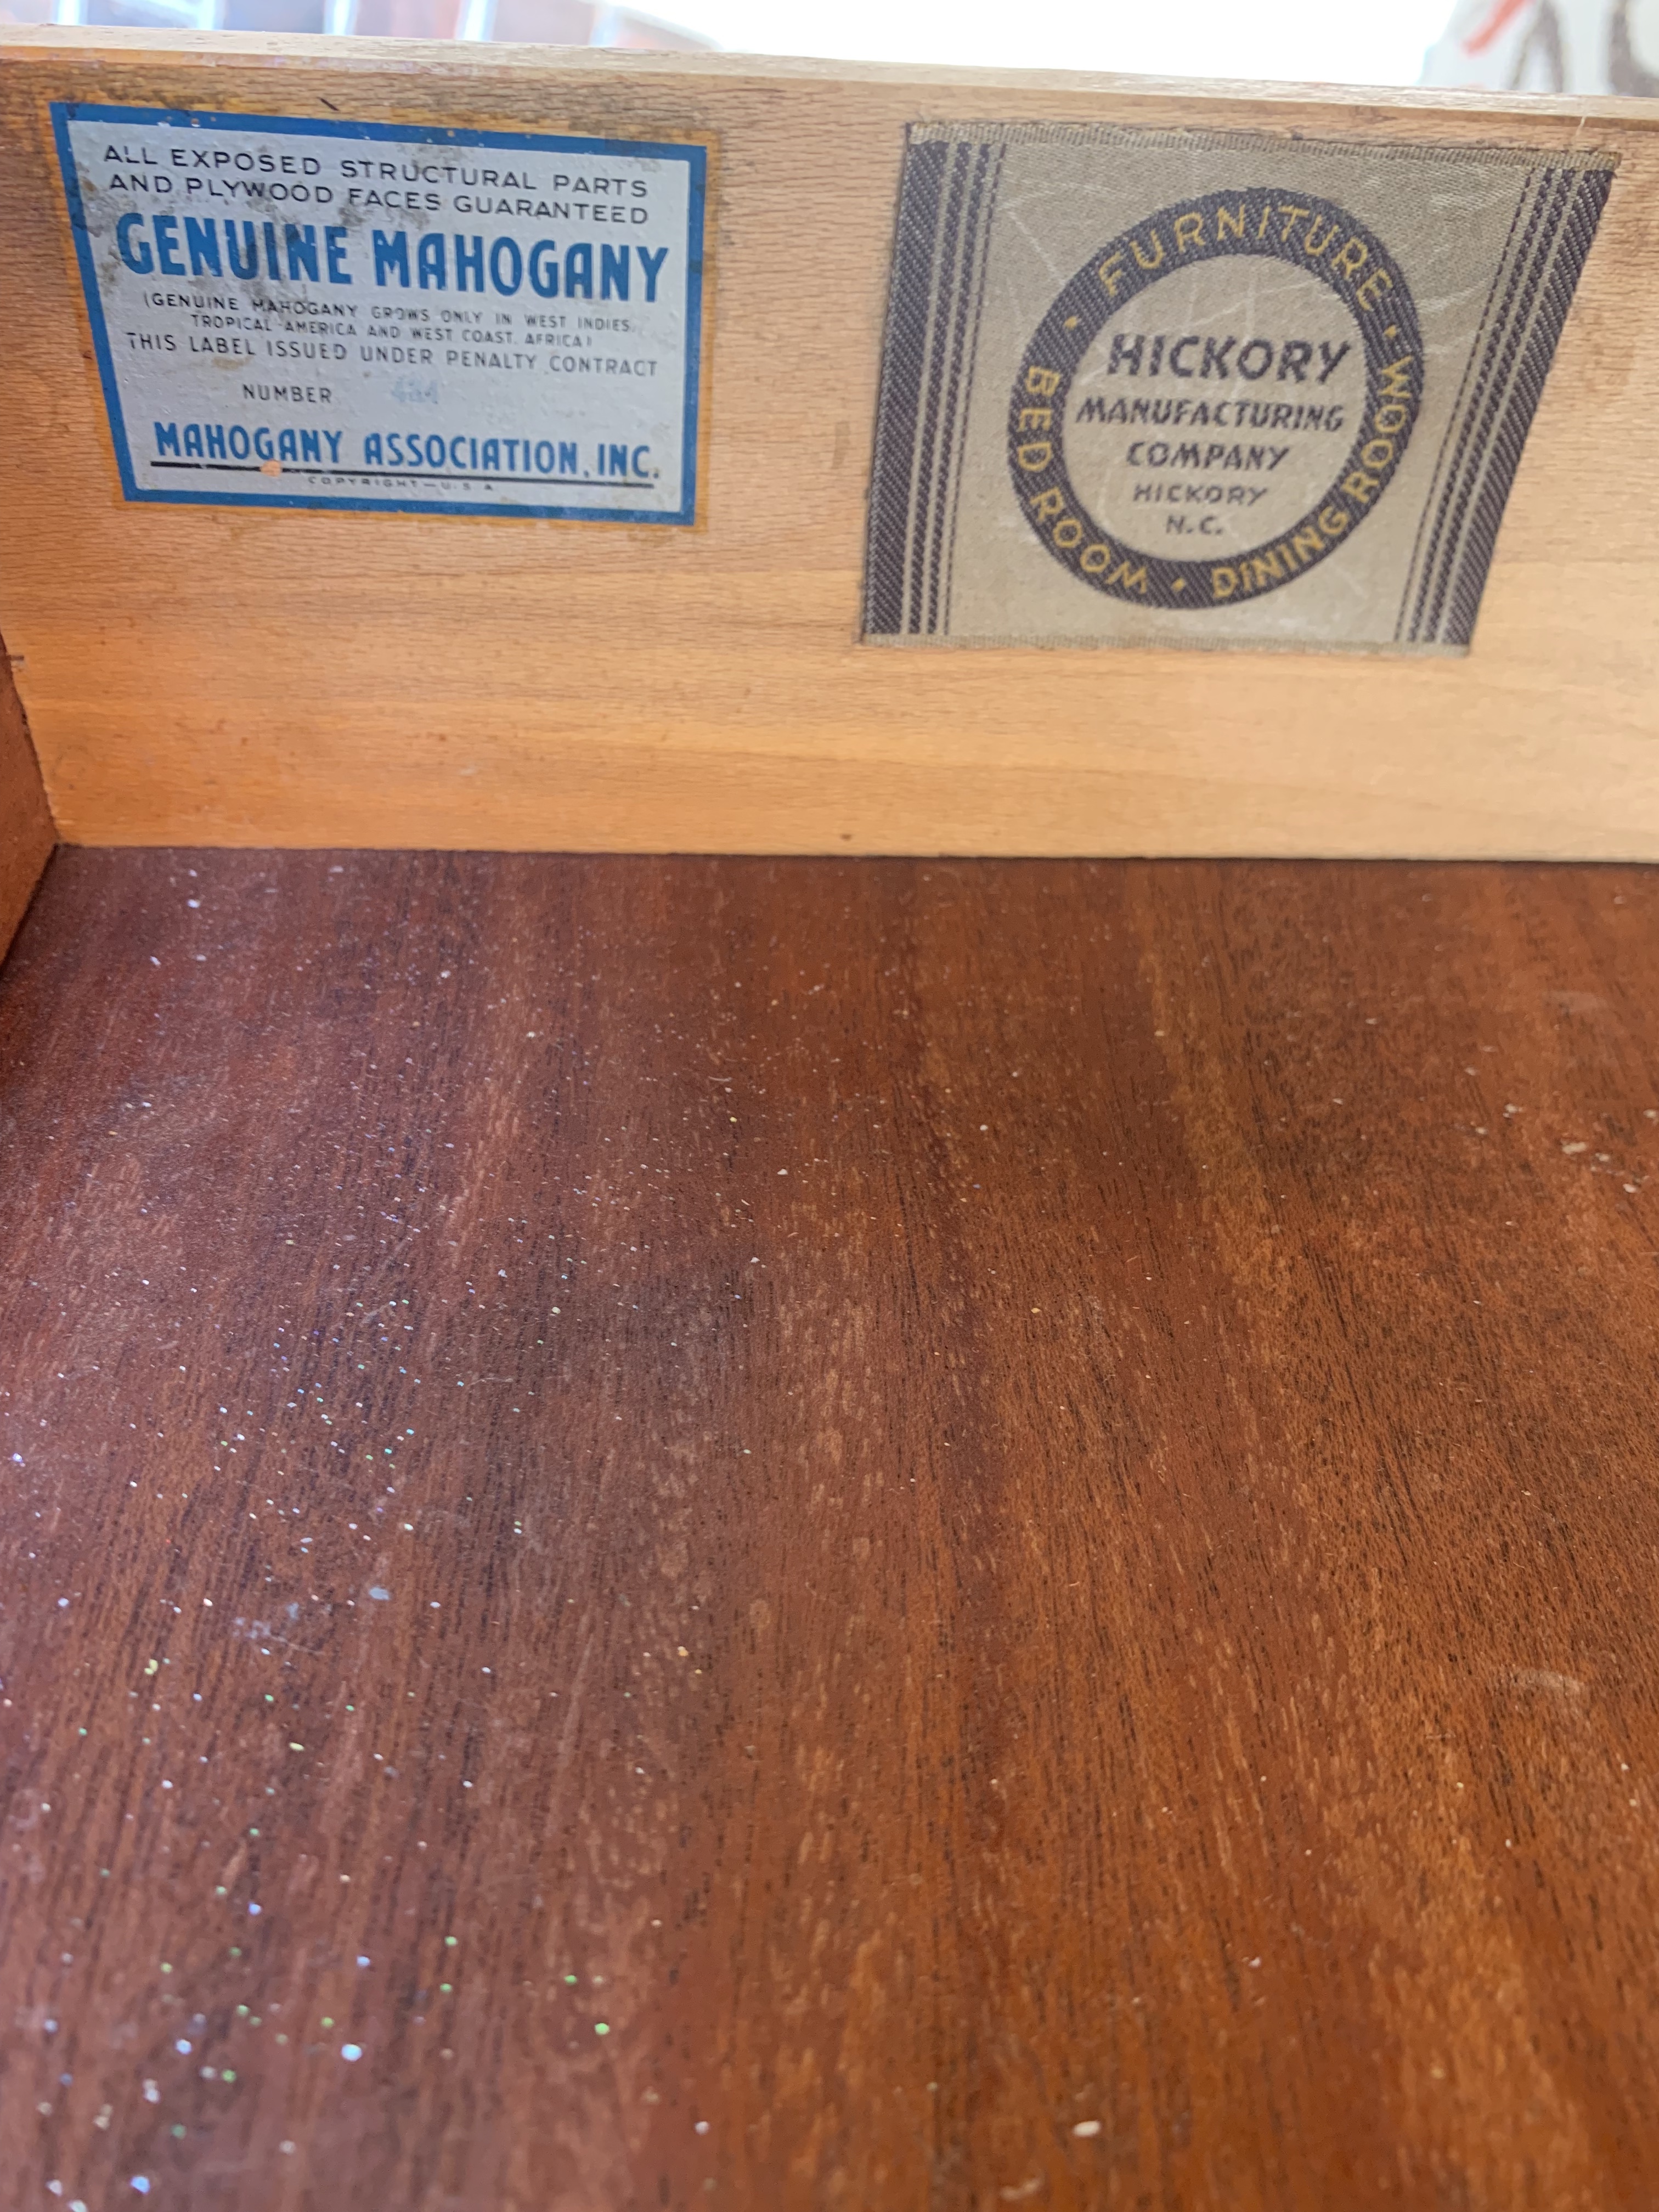 ALL EXPOSED STRUCTURAL PARTS
AND PLYWOOD FACES GUARANTEED
GENUINE MAHOGANY
(GENUINE MAHOGANY GROWS ONLY IN WEST INDIES,
TROPICAL AMERICA AND WEST COAST, AFRICA)
THIS LABEL ISSUED UNDER PENALTY CONTRACT
NUMBER
MAHOGANY ASSOCIATION, INC.
COPYRIGHT—U.S.A.
FURNITURE
HICKORY
MANUFACTURING
COMPANY
HICKORY
N.C.
BED ROOM • DINING ROOM